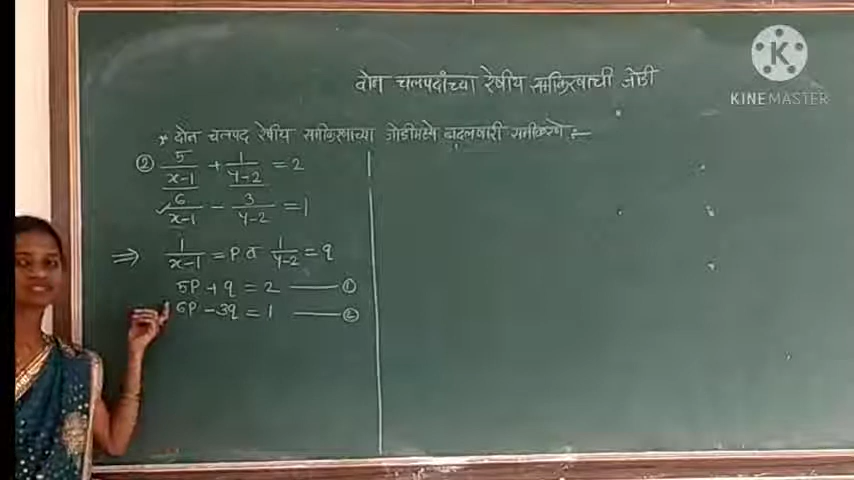 दोन चलपदांच्या रेषीय समीकरणाची जोडी
KINEMASTER
* दोन चलपद रेषीय समीकरणाच्या जोडीमध्ये बदलणारी समीकरणे :-
② 5/(x-1) + 1/(y-2) = 2
6/(x-1) - 3/(y-2) = 1
⇒ 1/(x-1) = P व 1/(y-2) = q
5P + q = 2 —— ①
6P - 3q = 1 —— ②